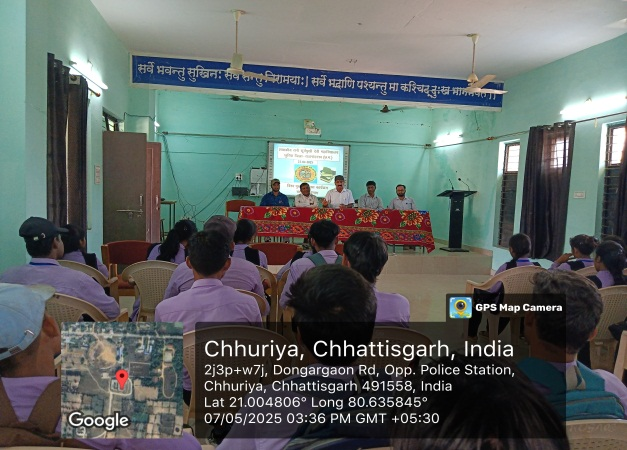 सर्वे भवन्तु सुखिनः सर्वे सन्तु निरामयाः। सर्वे भद्राणि पश्यन्तु मा कश्चिद् दुःख भागभवेत ।।
GPS Map Camera
Chhuriya, Chhattisgarh, India
2j3p+w7j, Dongargaon Rd, Opp. Police Station,
Chhuriya, Chhattisgarh 491558, India
Lat 21.004806° Long 80.635845°
07/05/2025 03:36 PM GMT +05:30
Google